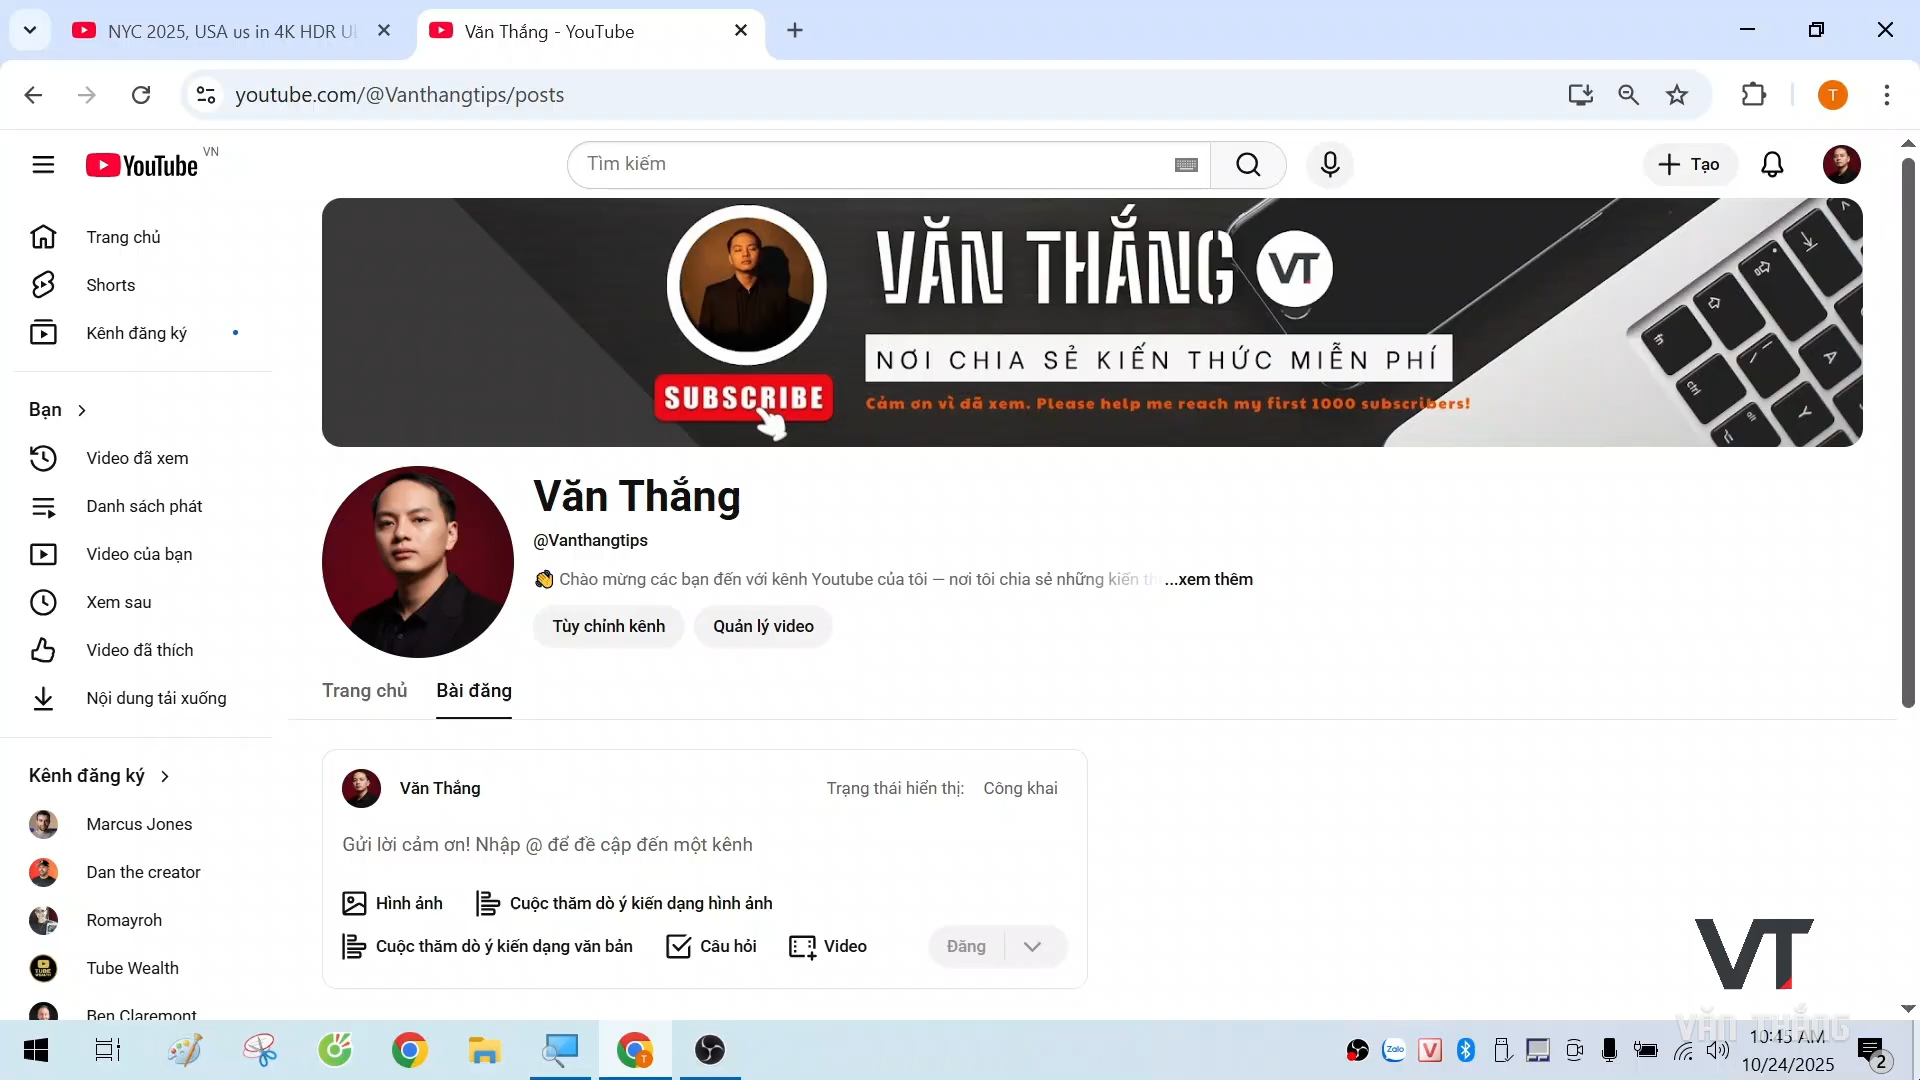 NYC 2025, USA us in 4K HDR Ul
Văn Thắng - YouTube
youtube.com/@Vanthangtips/posts
T
YouTube VN
Tìm kiếm
Tạo
Trang chủ
Shorts
Kênh đăng ký
Bạn
Video đã xem
Danh sách phát
Video của bạn
Xem sau
Video đã thích
Nội dung tải xuống
Kênh đăng ký
Marcus Jones
Dan the creator
Romayroh
Tube Wealth
Ben Claremont
VĂN THẮNG VT
NƠI CHIA SẺ KIẾN THỨC MIỄN PHÍ
SUBSCRIBE
Cảm ơn vì đã xem. Please help me reach my first 1000 subscribers!
Văn Thắng
@Vanthangtips
Chào mừng các bạn đến với kênh Youtube của tôi — nơi tôi chia sẻ những kiến th ...xem thêm
Tùy chỉnh kênh
Quản lý video
Trang chủ
Bài đăng
Văn Thắng
Trạng thái hiển thị: Công khai
Gửi lời cảm ơn! Nhập @ để đề cập đến một kênh
Hình ảnh
Cuộc thăm dò ý kiến dạng hình ảnh
Cuộc thăm dò ý kiến dạng văn bản
Câu hỏi
Video
Đăng
VT
VĂN THẮNG
Zalo
V
10:45 AM
10/24/2025
2